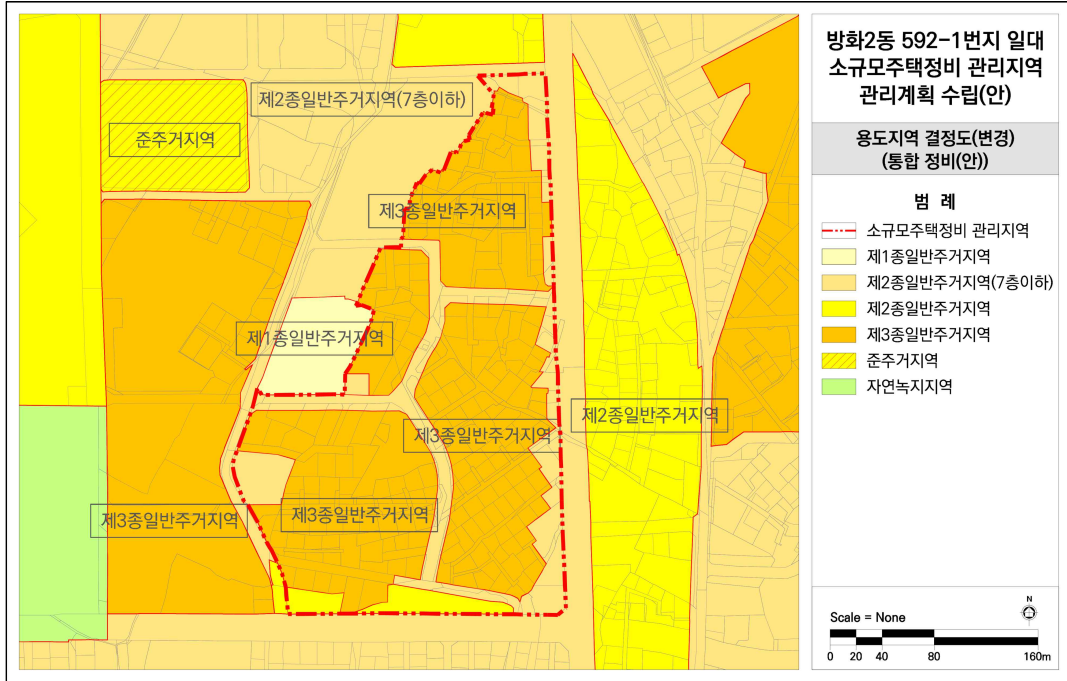 제2종일반주거지역(7층이하)
준주거지역
제3종일반주거지역
제1종일반주거지역
제2종일반주거지역
제3종일반주거지역
제3종일반주거지역
제3종일반주거지역
방화2동 592-1번지 일대
소규모주택정비 관리지역
관리계획 수립(안)
용도지역 결정도(변경)
(통합 정비(안))
범 례
소규모주택정비 관리지역
제1종일반주거지역
제2종일반주거지역(7층이하)
제2종일반주거지역
제3종일반주거지역
준주거지역
자연녹지지역
N
Scale = None
0 20 40 80 160m